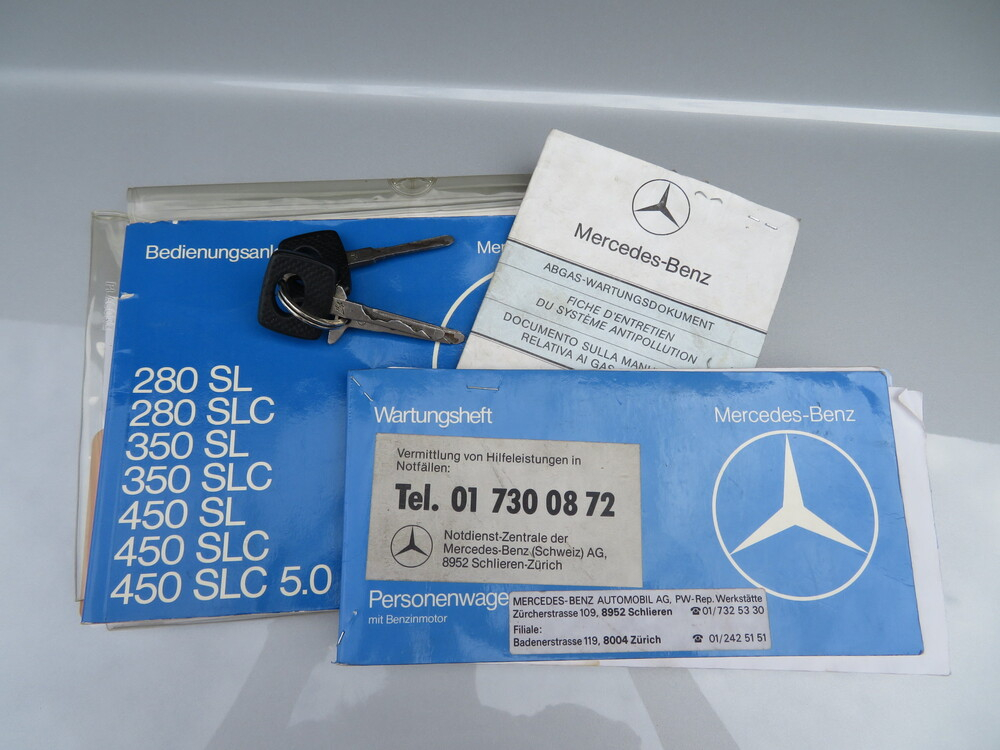 Bedienungsan
280 SL
280 SLC
350 SL
350 SLC
450 SL
450 SLC
450 SLC 5.0
Mercedes-Benz
ABGAS-WARTUNGSDOKUMENT
FICHE D'ENTRETIEN
DU SYSTÈME ANTIPOLLUTION
DOCUMENTO SULLA
RELATIVA AI GAS
Wartungsheft
Mercedes-Benz
Vermittlung von Hilfeleistungen in
Notfällen:
Tel. 01 730 08 72
Notdienst-Zentrale der
Mercedes-Benz (Schweiz) AG,
8952 Schlieren-Zürich
Personenwage
mit Benzinmotor
MERCEDES-BENZ AUTOMOBIL AG, PW-Rep. Werkstätte
Zürcherstrasse 109, 8952 Schlieren ☎ 01/732 53 30
Filiale:
Badenerstrasse 119, 8004 Zürich ☎ 01/242 51 51